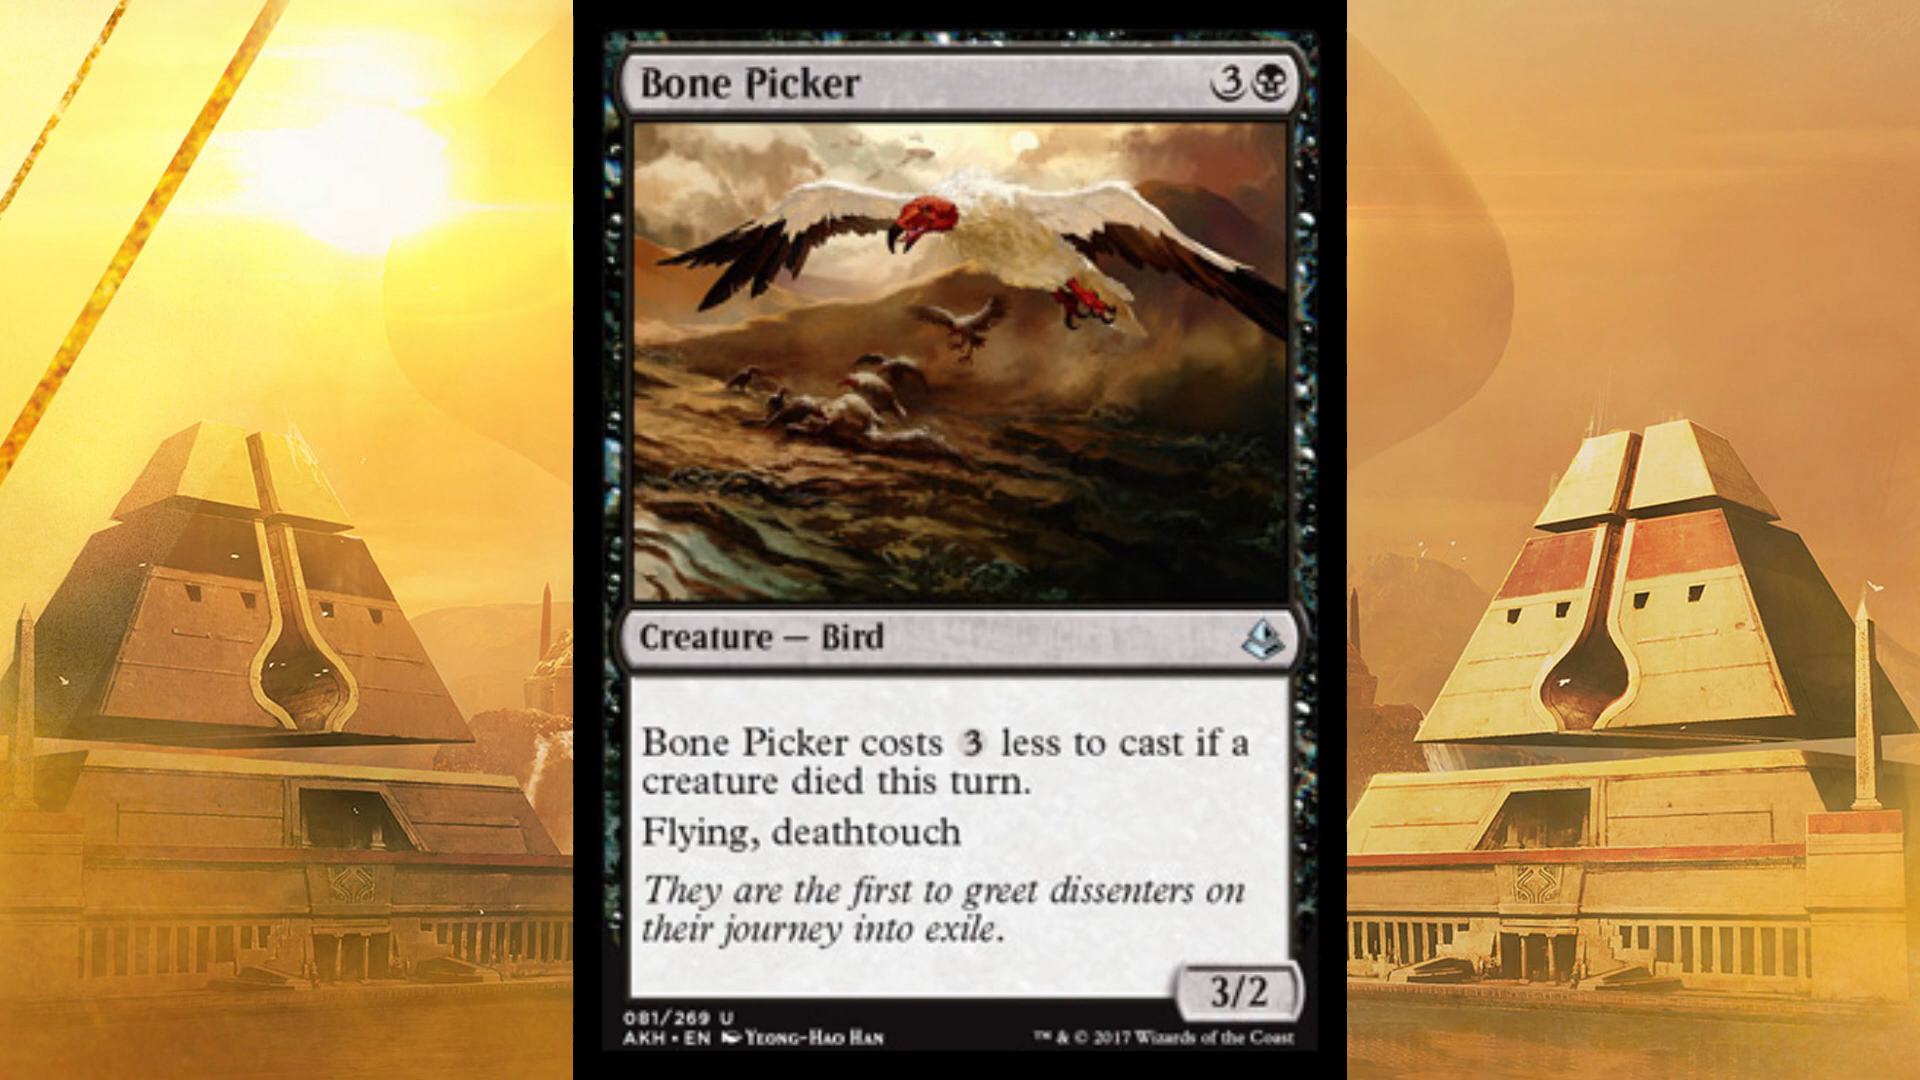 Bone Picker 3
Creature — Bird
Bone Picker costs 3 less to cast if a
creature died this turn.
Flying, deathtouch
They are the first to greet dissenters on
their journey into exile.
3/2
081/269 U
AKH • EN Yeong-Hao Han ™ & © 2017 Wizards of the Coast